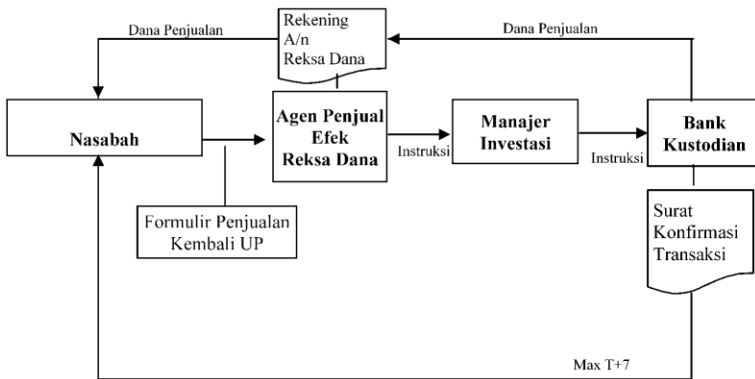 Dana Penjualan
Rekening
A/n
Reksa Dana
Dana Penjualan
Nasabah
Agen Penjual
Efek
Reksa Dana
Instruksi
Manajer
Investasi
Instruksi
Bank
Kustodian
Formulir Penjualan
Kembali UP
Surat
Konfirmasi
Transaksi
Max T+7